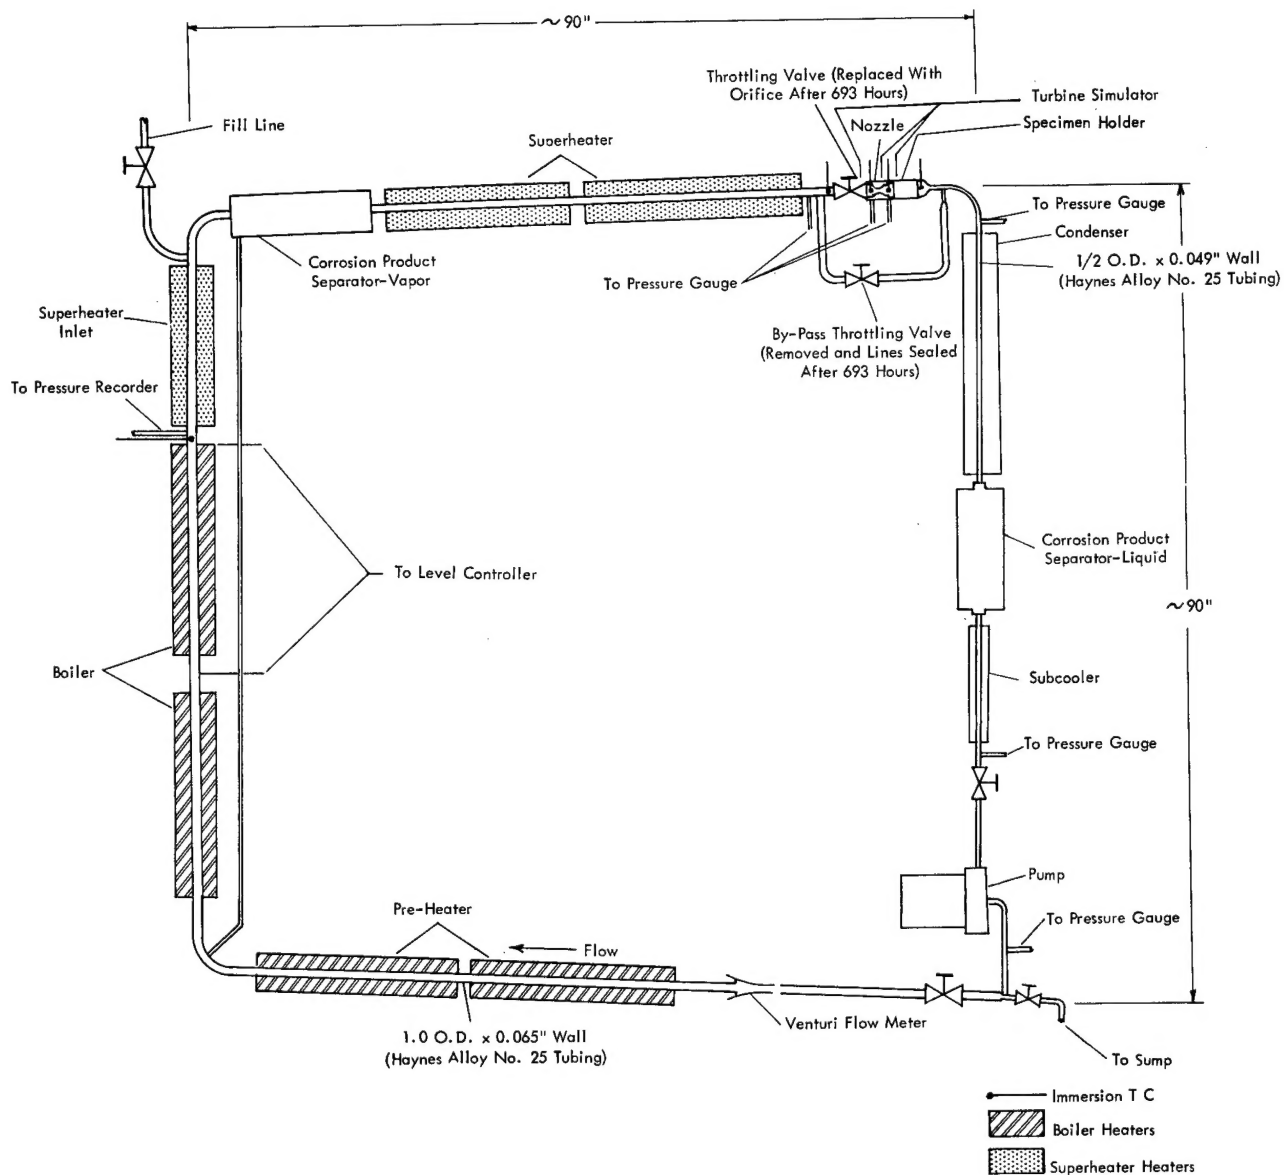 ~90"
Throttling Valve (Replaced With
Orifice After 693 Hours)
Turbine Simulator
Nozzle
Specimen Holder
Fill Line
Superheater
To Pressure Gauge
Condenser
1/2 O.D. x 0.049" Wall
(Haynes Alloy No. 25 Tubing)
Corrosion Product
Separator-Vapor
To Pressure Gauge
Superheater
Inlet
By-Pass Throttling Valve
(Removed and Lines Sealed
After 693 Hours)
To Pressure Recorder
Corrosion Product
Separator-Liquid
To Level Controller
~90"
Boiler
Subcooler
To Pressure Gauge
Pump
Pre-Heater
To Pressure Gauge
Flow
Venturi Flow Meter
1.0 O.D. x 0.065" Wall
(Haynes Alloy No. 25 Tubing)
To Sump
Immersion T C
Boiler Heaters
Superheater Heaters